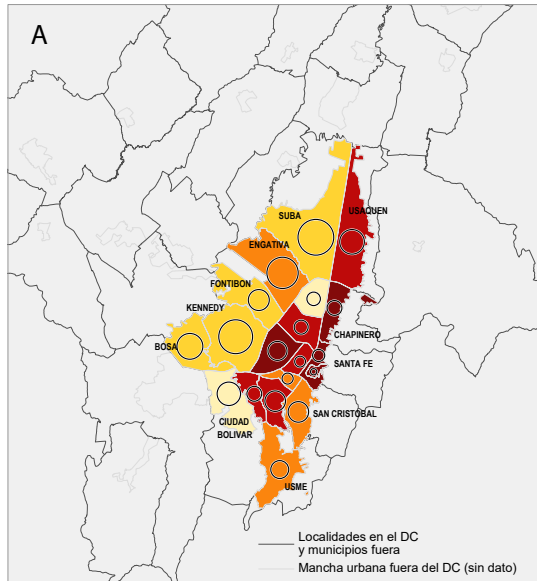 A
SUBA
USAQUEN
ENGATIVA
FONTIBON
KENNEDY
BOSA
CHAPINERO
SANTA FE
SAN CRISTÓBAL
CIUDAD
BOLIVAR
USME
Localidades en el DC
y municipios fuera
Mancha urbana fuera del DC (sin dato)